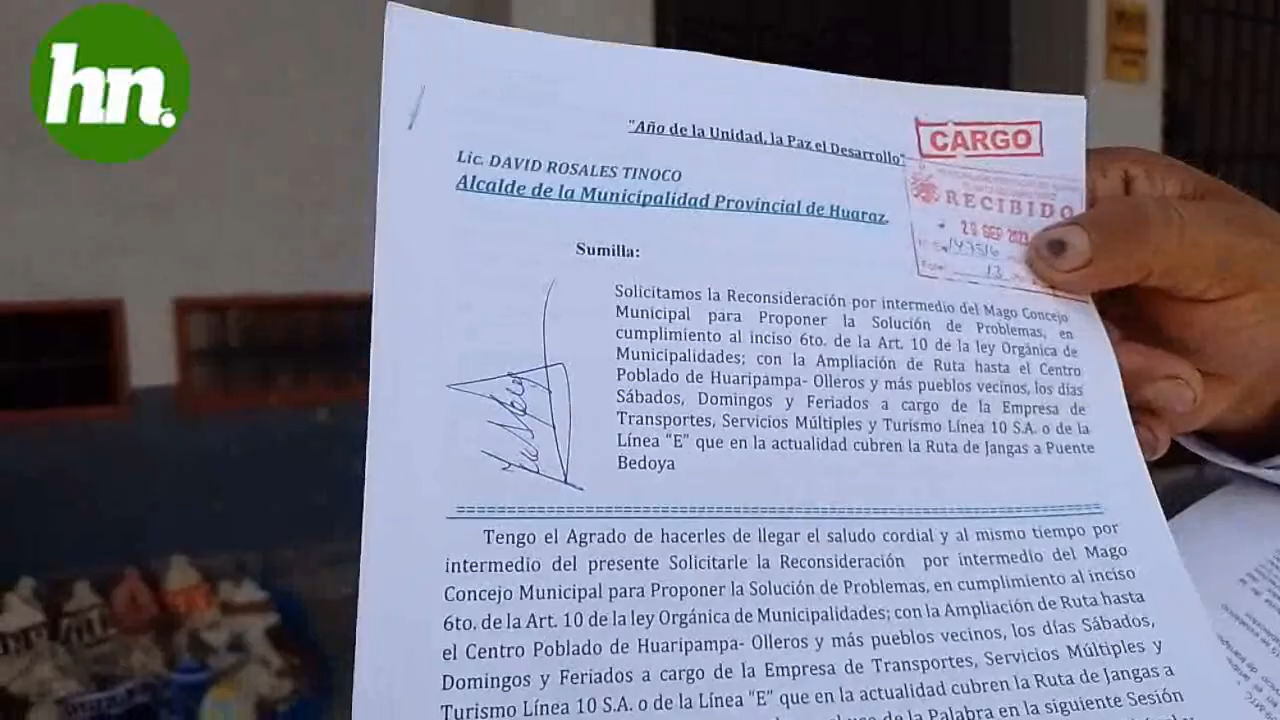 hn.
"Año de la Unidad, la Paz el Desarrollo"
CARGO
Lic. DAVID ROSALES TINOCO
Alcalde de la Municipalidad Provincial de Huaraz.
RECIBIDO
Sumilla:
Solicitamos la Reconsideración por intermedio del Mago Concejo
Municipal para Proponer la Solución de Problemas, en
cumplimiento al inciso 6to. de la Art. 10 de la ley Orgánica de
Municipalidades; con la Ampliación de Ruta hasta el Centro
Poblado de Huaripampa- Olleros y más pueblos vecinos, los días
Sábados, Domingos y Feriados a cargo de la Empresa de
Transportes, Servicios Múltiples y Turismo Línea 10 S.A. o de la
Línea "E" que en la actualidad cubren la Ruta de Jangas a Puente
Bedoya
Tengo el Agrado de hacerles de llegar el saludo cordial y al mismo tiempo por
intermedio del presente Solicitarle la Reconsideración por intermedio del Mago
Concejo Municipal para Proponer la Solución de Problemas, en cumplimiento al inciso
6to. de la Art. 10 de la ley Orgánica de Municipalidades; con la Ampliación de Ruta hasta
el Centro Poblado de Huaripampa- Olleros y más pueblos vecinos, los días Sábados,
Domingos y Feriados a cargo de la Empresa de Transportes, Servicios Múltiples y
Turismo Línea 10 S.A. o de la Línea "E" que en la actualidad cubren la Ruta de Jangas a
de la Palabra en la siguiente Sesión